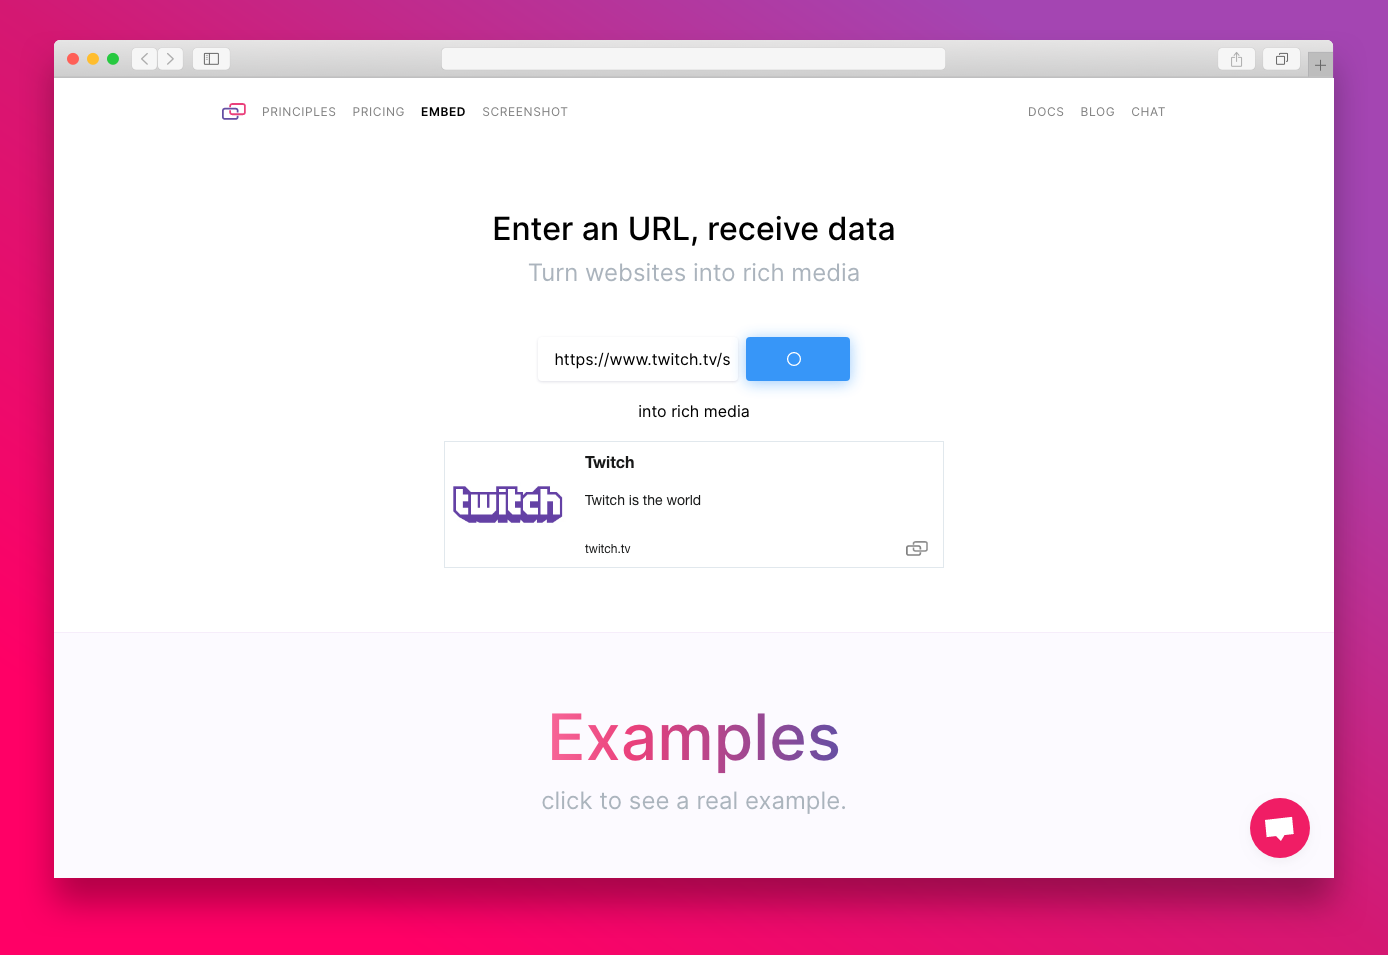 PRINCIPLES PRICING EMBED SCREENSHOT DOCS BLOG CHAT
Enter an URL, receive data
Turn websites into rich media
https://www.twitch.tv/s
into rich media
Twitch
twitch
Twitch is the world
twitch.tv
Examples
click to see a real example.